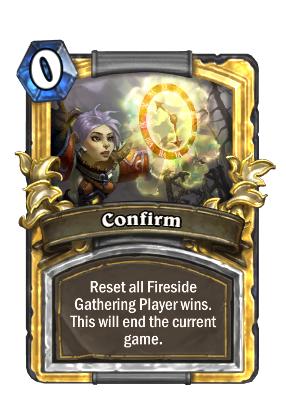 0
Confirm
Reset all Fireside
Gathering Player wins.
This will end the current
game.